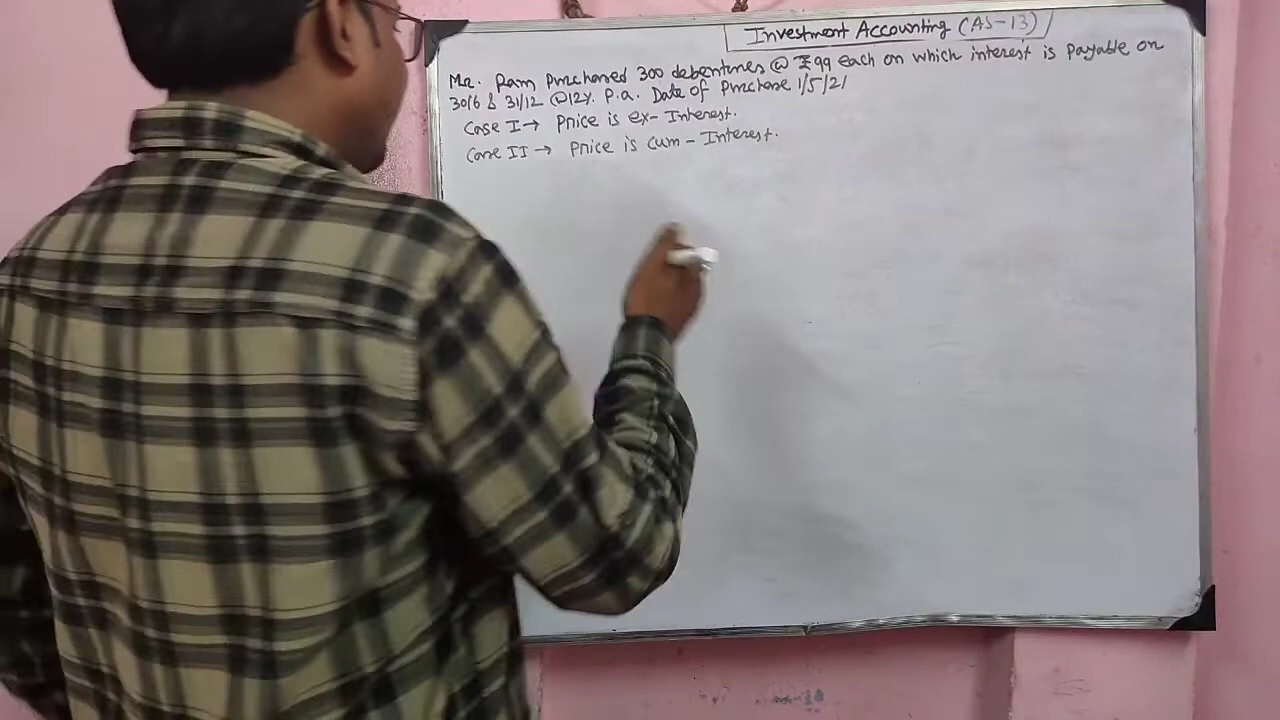 Investment Accounting (AS-13)
Mr. Ram purchased 300 debentures @ ₹99 each on which interest is payable on
30/6 & 31/12 @12% P.a. Date of Purchase 1/5/21
Case I → Price is ex-Interest.
Case II → Price is cum-Interest.